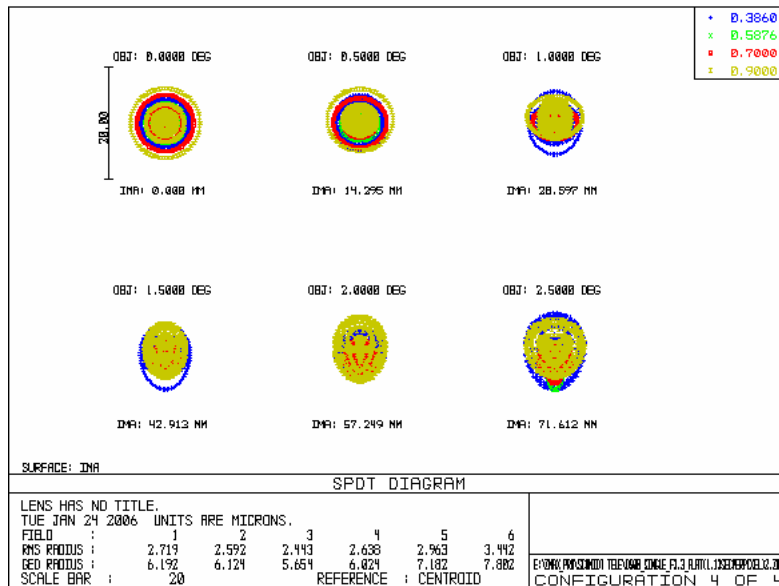 0.3860
0.5876
0.7000
0.9000
OBJ: 0.0000 DEG
OBJ: 0.5000 DEG
OBJ: 1.0000 DEG
20.00
IMA: 0.000 MM
IMA: 14.295 MM
IMA: 28.597 MM
OBJ: 1.5000 DEG
OBJ: 2.0000 DEG
OBJ: 2.5000 DEG
IMA: 42.913 MM
IMA: 57.249 MM
IMA: 71.612 MM
SURFACE: IMA
SPOT DIAGRAM
LENS HAS NO TITLE.
TUE JAN 24 2006 UNITS ARE MICRONS.
FIELD : 1 2 3 4 5 6
RMS RADIUS : 2.719 2.592 2.443 2.638 2.963 3.442
GEO RADIUS : 6.192 6.124 5.654 6.024 7.182 7.802
SCALE BAR : 20 REFERENCE : CENTROID
CONFIGURATION 4 OF